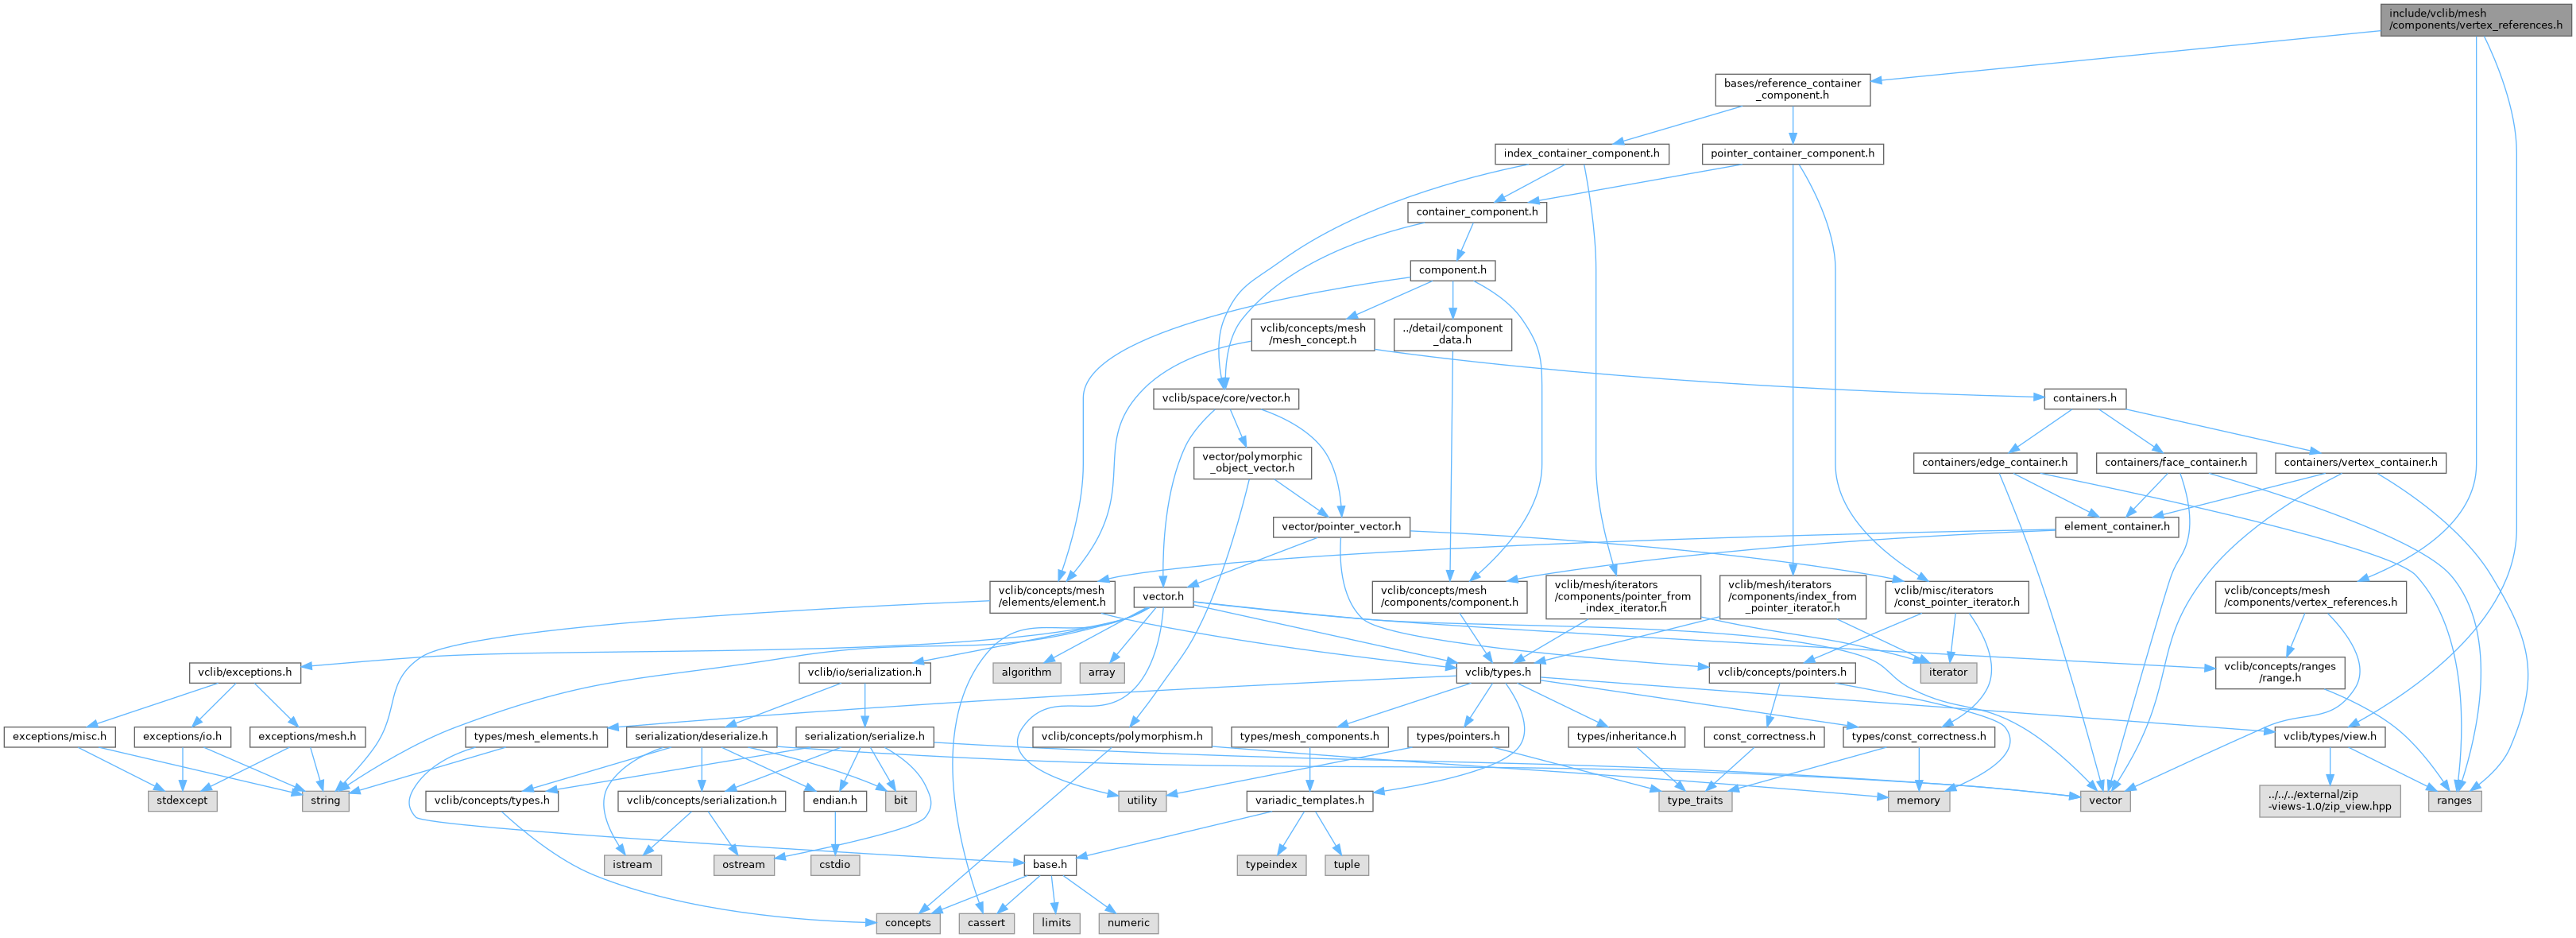 include/vclib/mesh
/components/vertex_references.h
bases/reference_container
_component.h
index_container_component.h
pointer_container_component.h
container_component.h
component.h
vclib/concepts/mesh
/mesh_concept.h
../detail/component
_data.h
vclib/space/core/vector.h
containers.h
vector/polymorphic
_object_vector.h
containers/edge_container.h
containers/face_container.h
containers/vertex_container.h
vector/pointer_vector.h
element_container.h
vclib/concepts/mesh
/elements/element.h
vector.h
vclib/concepts/mesh
/components/component.h
vclib/mesh/iterators
/components/pointer_from
_index_iterator.h
vclib/mesh/iterators
/components/index_from
_pointer_iterator.h
vclib/misc/iterators
/const_pointer_iterator.h
vclib/concepts/mesh
/components/vertex_references.h
vclib/exceptions.h
vclib/io/serialization.h
algorithm
array
vclib/types.h
vclib/concepts/pointers.h
iterator
vclib/concepts/ranges
/range.h
exceptions/misc.h
exceptions/io.h
exceptions/mesh.h
types/mesh_elements.h
serialization/deserialize.h
serialization/serialize.h
vclib/concepts/polymorphism.h
types/mesh_components.h
types/pointers.h
types/inheritance.h
const_correctness.h
types/const_correctness.h
vclib/types/view.h
stdexcept
string
vclib/concepts/types.h
vclib/concepts/serialization.h
endian.h
bit
utility
variadic_templates.h
type_traits
memory
vector
../../../external/zip
-views-1.0/zip_view.hpp
ranges
istream
ostream
cstdio
base.h
typeindex
tuple
concepts
cassert
limits
numeric